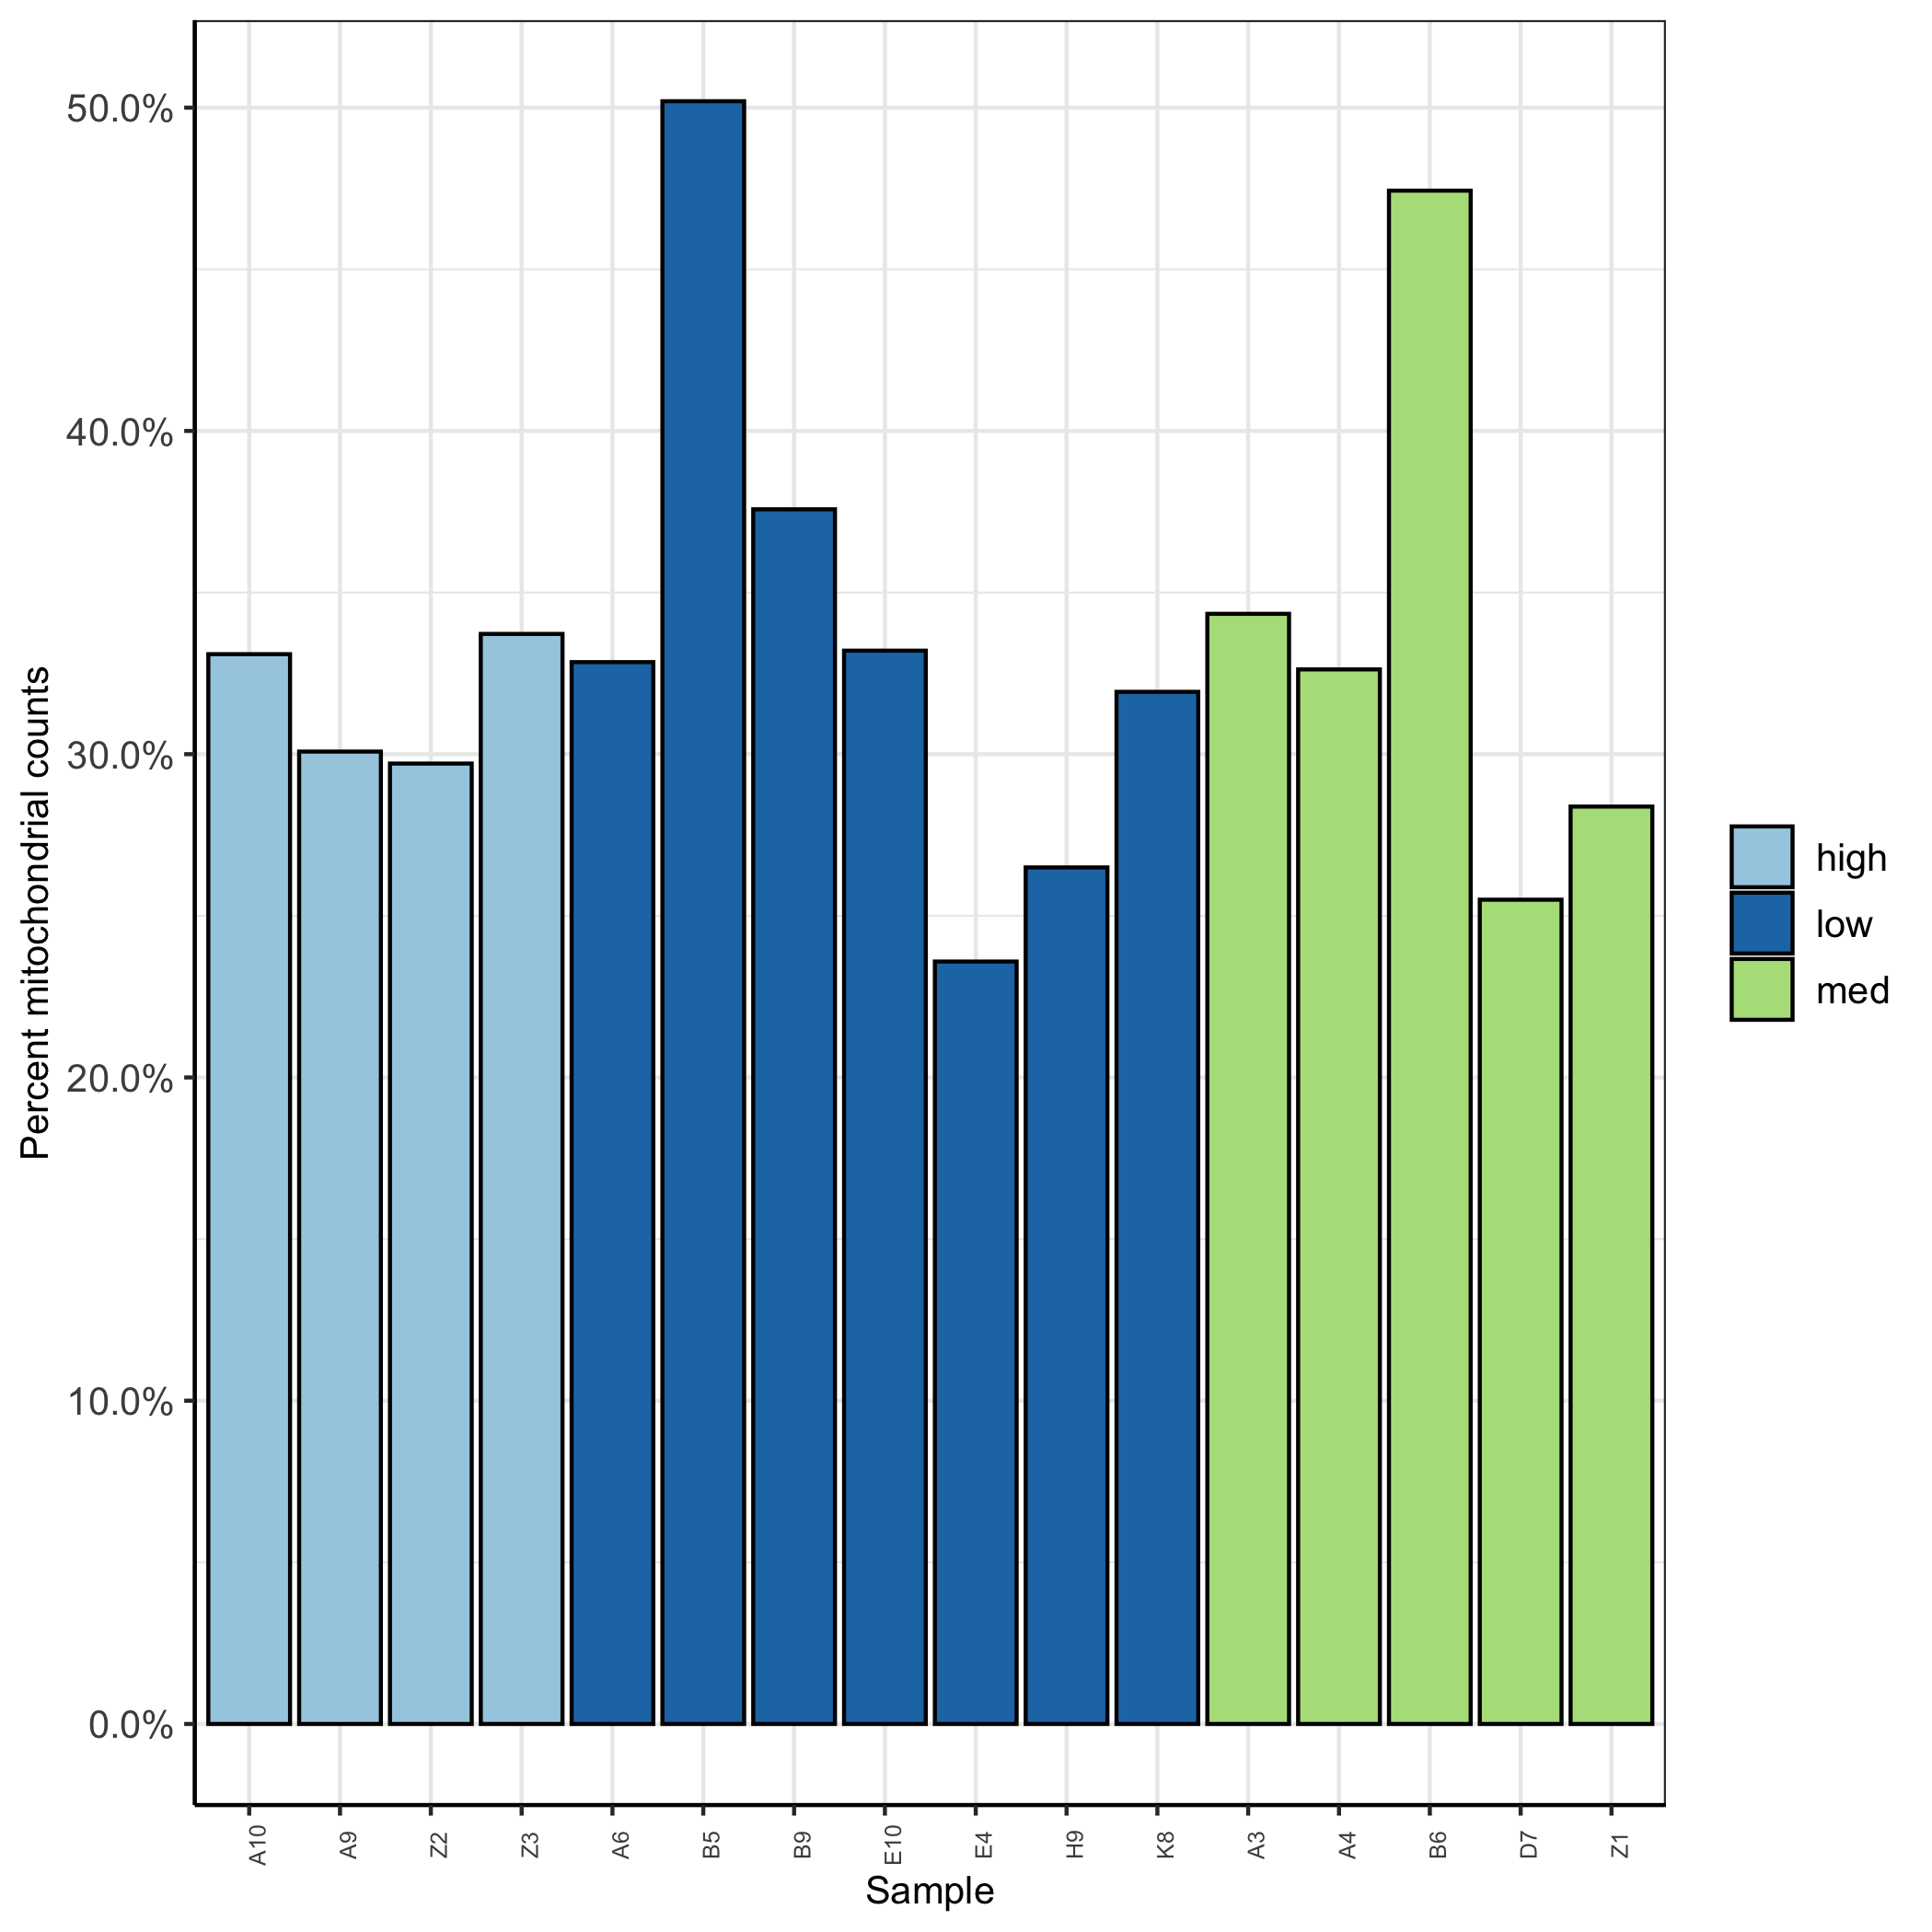 Percent mitochondrial counts
50.0%
40.0%
30.0%
20.0%
10.0%
0.0%
A10
A9
Z2
Z3
A6
B5
B9
E10
E4
H9
K8
A3
A4
B6
D7
Z1
Sample
high
low
med